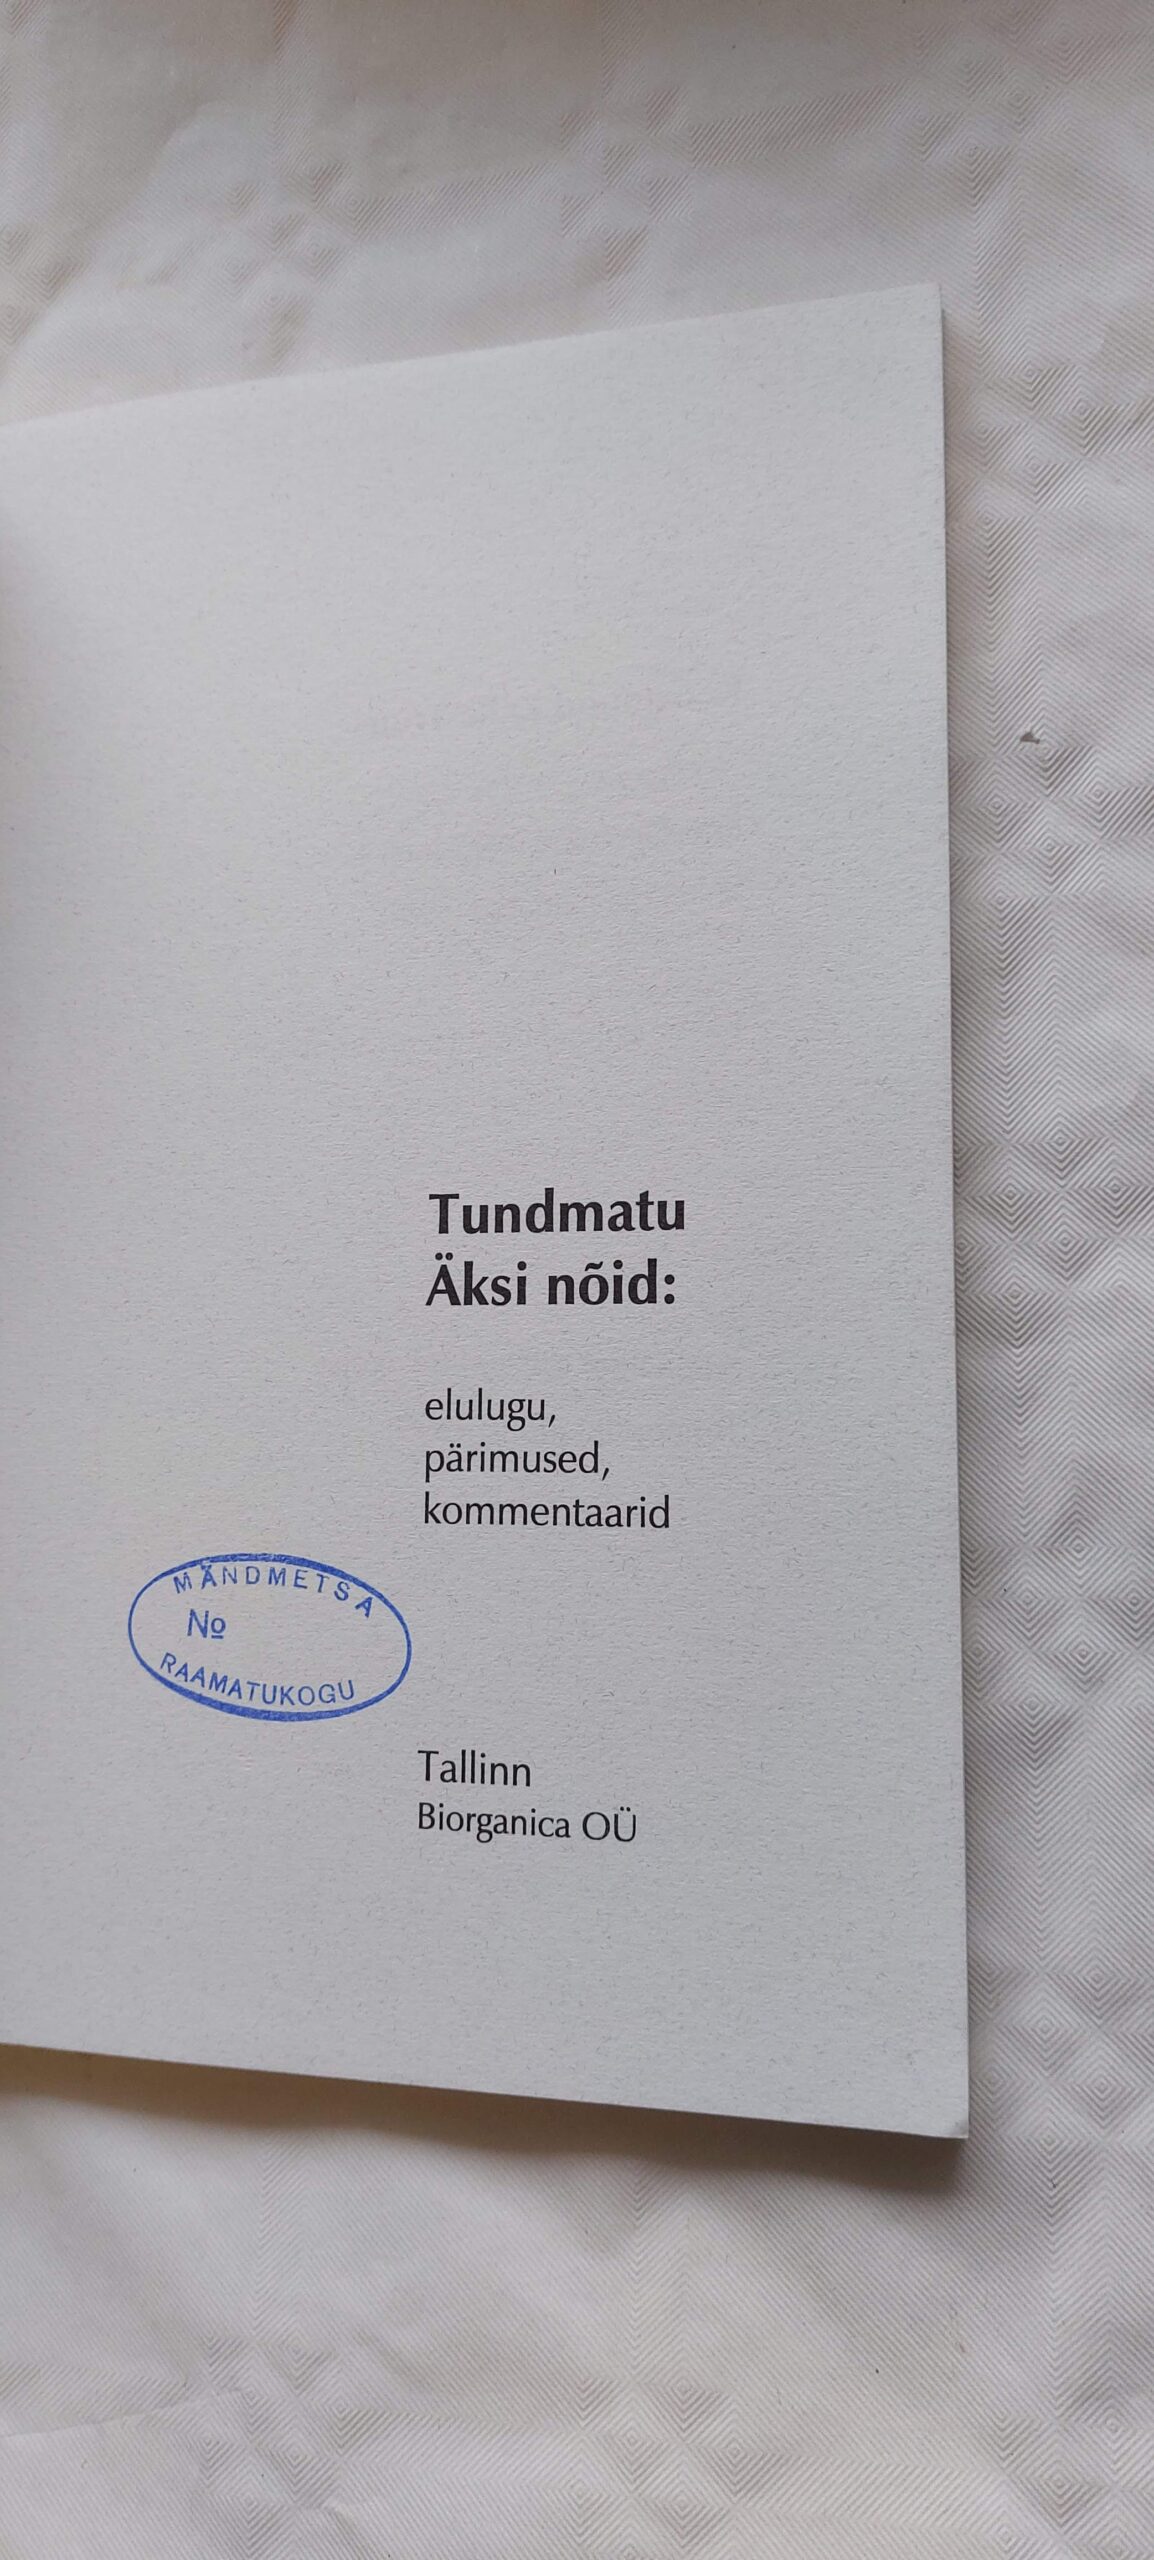 Tundmatu
Äksi nõid:
elulugu,
pärimused,
kommentaarid
MÄNDMETSA
№
RAAMATUKOGU
Tallinn
Biorganica OÜ